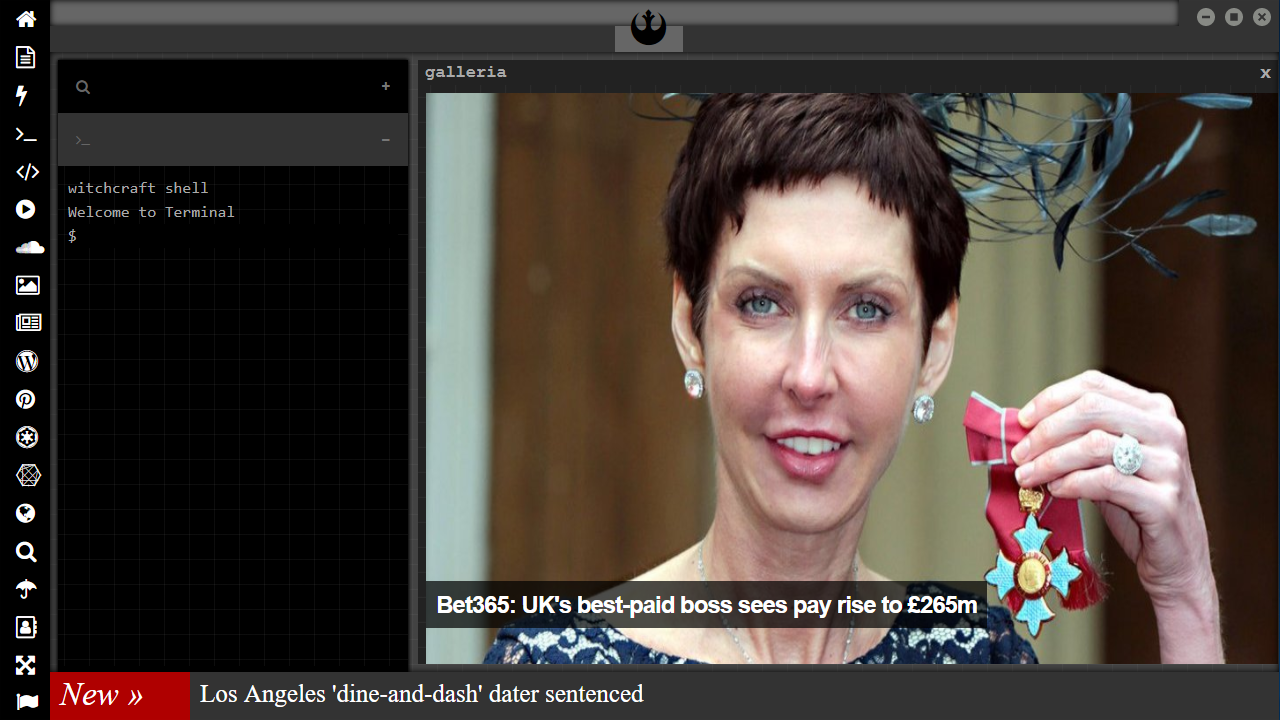 galleria
x
+
>_
−
witchcraft shell
Welcome to Terminal
$
Bet365: UK's best-paid boss sees pay rise to £265m
New »
Los Angeles 'dine-and-dash' dater sentenced